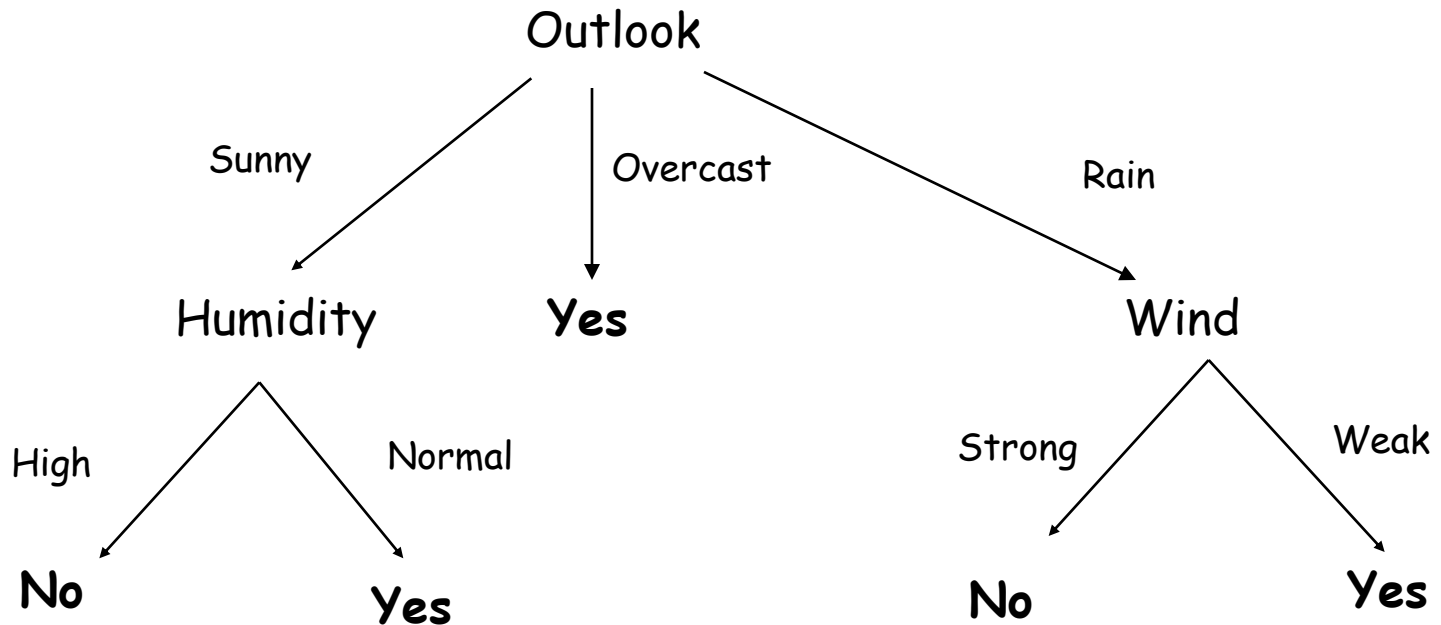 Outlook
Sunny
Overcast
Rain
Humidity
Yes
Wind
High
Normal
Strong
Weak
No
Yes
No
Yes